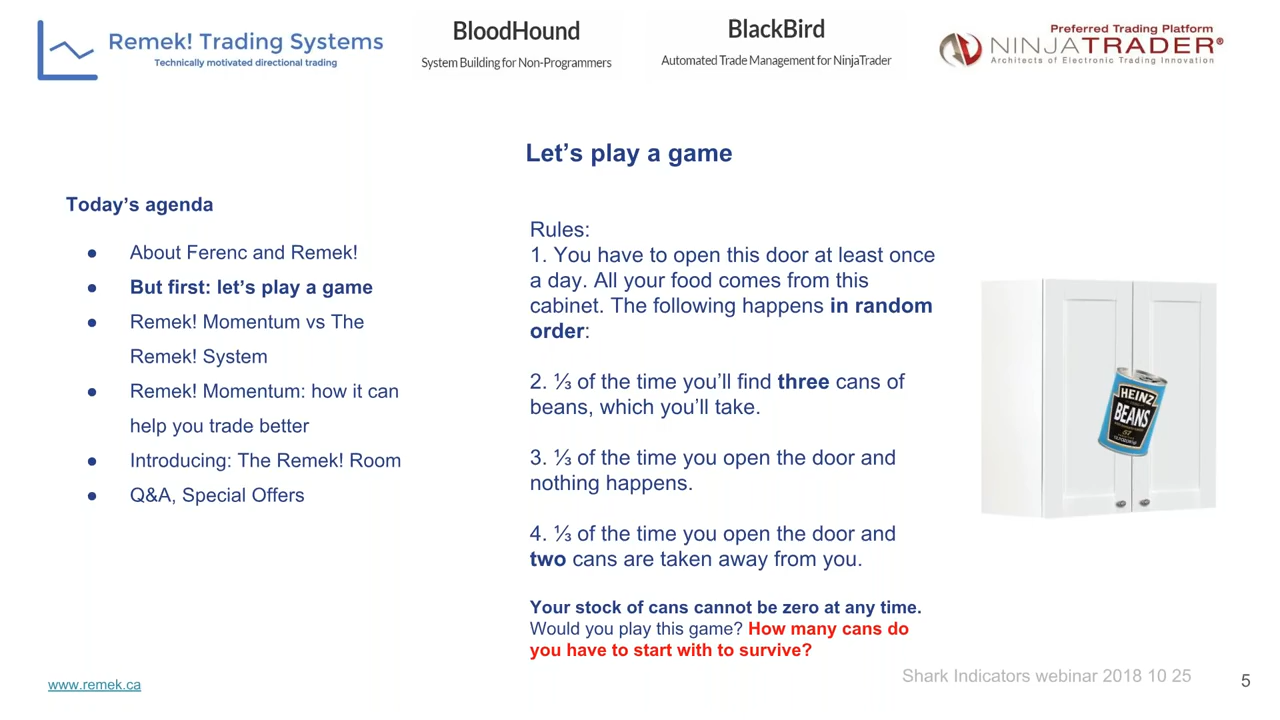 Remek! Trading Systems
Technically motivated directional trading
BloodHound
System Building for Non-Programmers
BlackBird
Automated Trade Management for NinjaTrader
Preferred Trading Platform
NINJATRADER®
Architects of Electronic Trading Innovation
Let’s play a game
Today’s agenda
● About Ferenc and Remek!
● But first: let’s play a game
● Remek! Momentum vs The
Remek! System
● Remek! Momentum: how it can
help you trade better
● Introducing: The Remek! Room
● Q&A, Special Offers
Rules:
1. You have to open this door at least once
a day. All your food comes from this
cabinet. The following happens in random
order:
2. ⅓ of the time you’ll find three cans of
beans, which you’ll take.
3. ⅓ of the time you open the door and
nothing happens.
4. ⅓ of the time you open the door and
two cans are taken away from you.
Your stock of cans cannot be zero at any time.
Would you play this game? How many cans do
you have to start with to survive?
HEINZ
BEANS
57
www.remek.ca
Shark Indicators webinar 2018 10 25
5